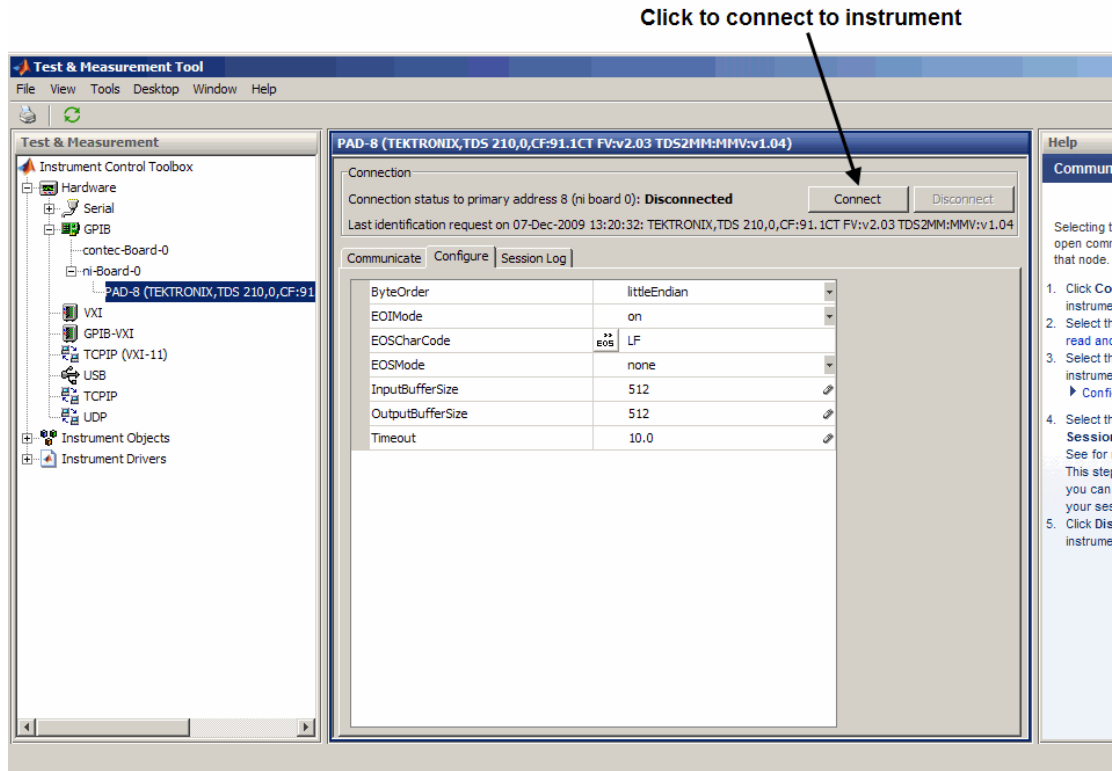 Click to connect to instrument
Test & Measurement Tool
File View Tools Desktop Window Help
Test & Measurement
Instrument Control Toolbox
Hardware
Serial
GPIB
contec-Board-0
ni-Board-0
PAD-8 (TEKTRONIX,TDS 210,0,CF:91
VXI
GPIB-VXI
TCPIP (VXI-11)
USB
TCPIP
UDP
Instrument Objects
Instrument Drivers
PAD-8 (TEKTRONIX,TDS 210,0,CF:91.1CT FV:v2.03 TDS2MM:MMV:v1.04)
Connection
Connection status to primary address 8 (ni board 0): Disconnected Connect Disconnect
Last identification request on 07-Dec-2009 13:20:32: TEKTRONIX,TDS 210,0,CF:91.1CT FV:v2.03 TDS2MM:MMV:v1.04
Communicate Configure Session Log
ByteOrder littleEndian
EOIMode on
EOSCharCode EOS LF
EOSMode none
InputBufferSize 512
OutputBufferSize 512
Timeout 10.0
Help
Commun
Selecting t
open comm
that node.
1. Click Co
instrume
2. Select th
read and
3. Select th
instrume
Confi
4. Select th
Session
See for
This step
you can
your ses
5. Click Dis
instrume